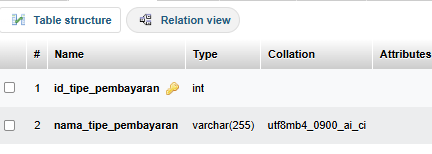 Table structure Relation view
# Name Type Collation Attributes
1 id_tipe_pembayaran int
2 nama_tipe_pembayaran varchar(255) utf8mb4_0900_ai_ci